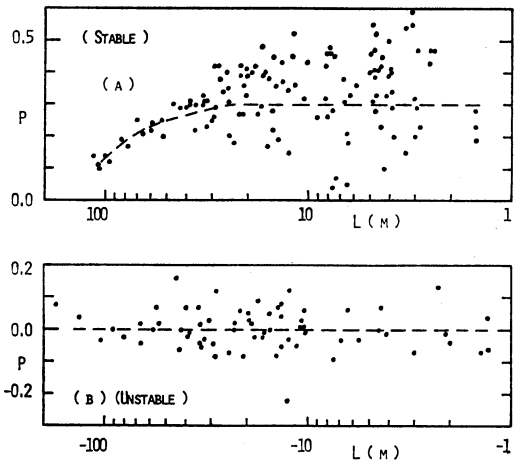 0.5
( STABLE )
( A )
P
0.0
100
10
1
L ( M )
0.2
0.0
P
-0.2
( B ) ( UNSTABLE )
-100
-10
-1
L ( M )